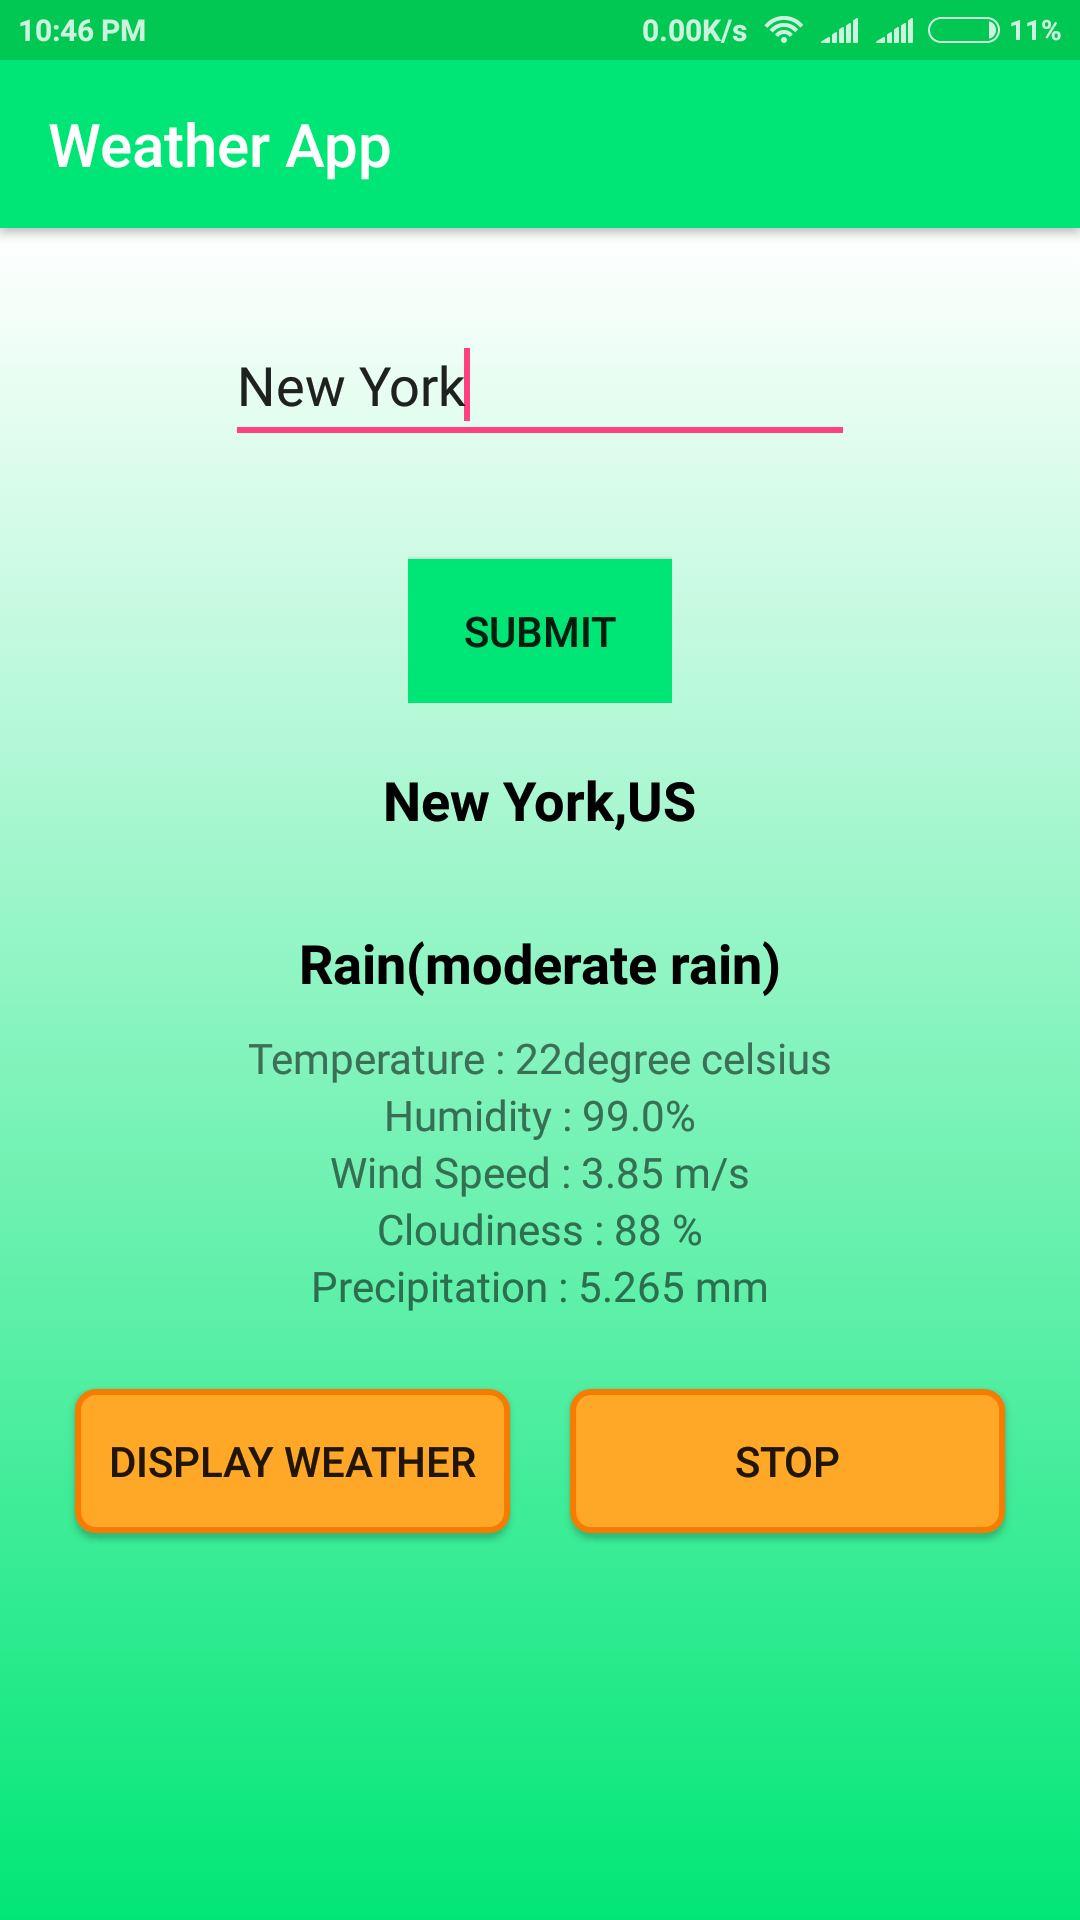 10:46 PM 0.00K/s 11%
Weather App
New York
SUBMIT
New York,US
Rain(moderate rain)
Temperature : 22degree celsius
Humidity : 99.0%
Wind Speed : 3.85 m/s
Cloudiness : 88 %
Precipitation : 5.265 mm
DISPLAY WEATHER STOP